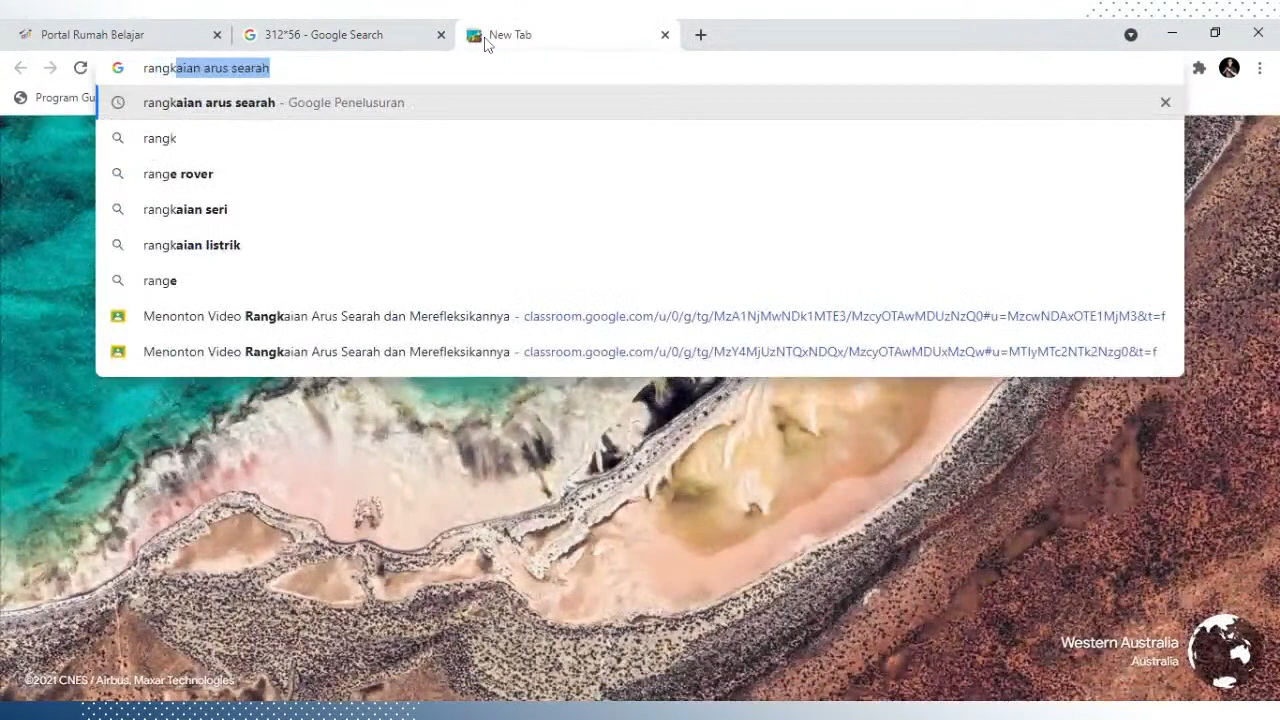 Portal Rumah Belajar
312*56 - Google Search
New Tab
rangkaian arus searah
Program Gu
rangkaian arus searah - Google Penelusuran
rangk
range rover
rangkaian seri
rangkaian listrik
range
Menonton Video Rangkaian Arus Searah dan Merefleksikannya - classroom.google.com/u/0/g/tg/MzA1NjMwNDk1MTE3/MzcyOTAwMDUzNzQ0#u=MzcwNDAxOTE1MjM3&t=f
Menonton Video Rangkaian Arus Searah dan Merefleksikannya - classroom.google.com/u/0/g/tg/MzY4MjUzNTQxNDQx/MzcyOTAwMDUxMzQw#u=MTIyMTc2NTk2Nzg0&t=f
Western Australia
Australia
©2021 CNES / Airbus, Maxar Technologies